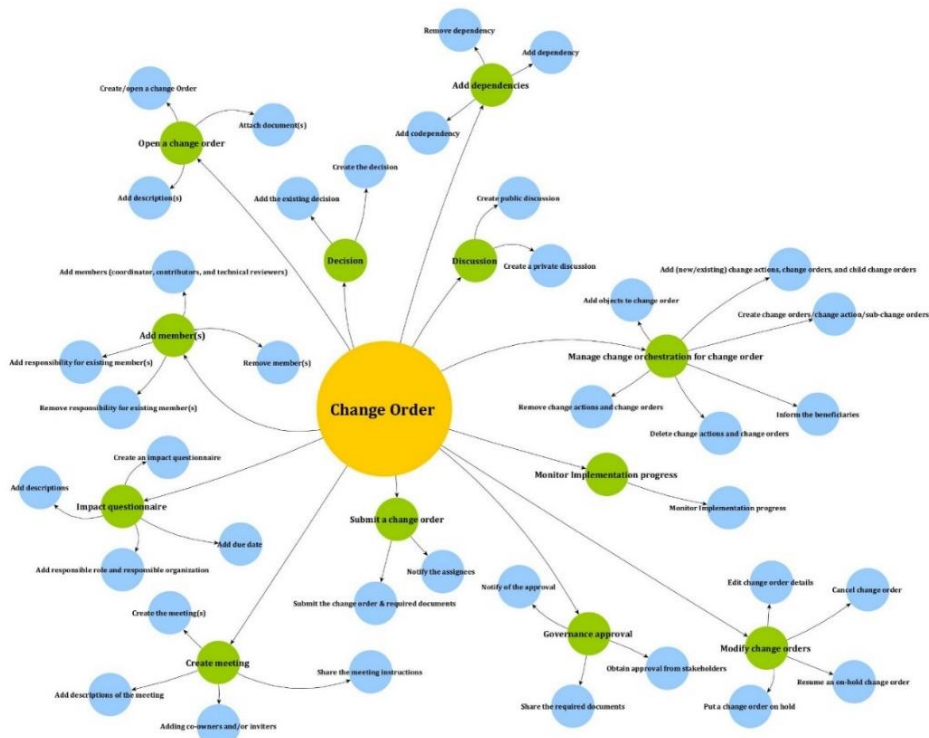 Remove dependency
Add dependency
Add dependencies
Add codependency
Create/open a change Order
Attach document(s)
Open a change order
Add description(s)
Create the decision
Add the existing decision
Decision
Create public discussion
Discussion
Create a private discussion
Add (new/existing) change actions, change orders, and child change orders
Add objects to change order
Create change orders/change action/sub-change orders
Manage change orchestration for change order
Remove change actions and change orders
Inform the beneficiaries
Delete change actions and change orders
Add members (coordinator, contributors, and technical reviewers)
Add member(s)
Add responsibility for existing member(s)
Remove member(s)
Remove responsibility for existing member(s)
Change Order
Create an impact questionnaire
Add descriptions
Impact questionnaire
Add due date
Add responsible role and responsible organization
Monitor Implementation progress
Monitor Implementation progress
Submit a change order
Notify the assignees
Submit the change order & required documents
Create the meeting(s)
Create meeting
Share the meeting instructions
Add descriptions of the meeting
Adding co-owners and/or inviters
Notify of the approval
Governance approval
Obtain approval from stakeholders
Share the required documents
Edit change order details
Cancel change order
Modify change orders
Resume an on-hold change order
Put a change order on hold